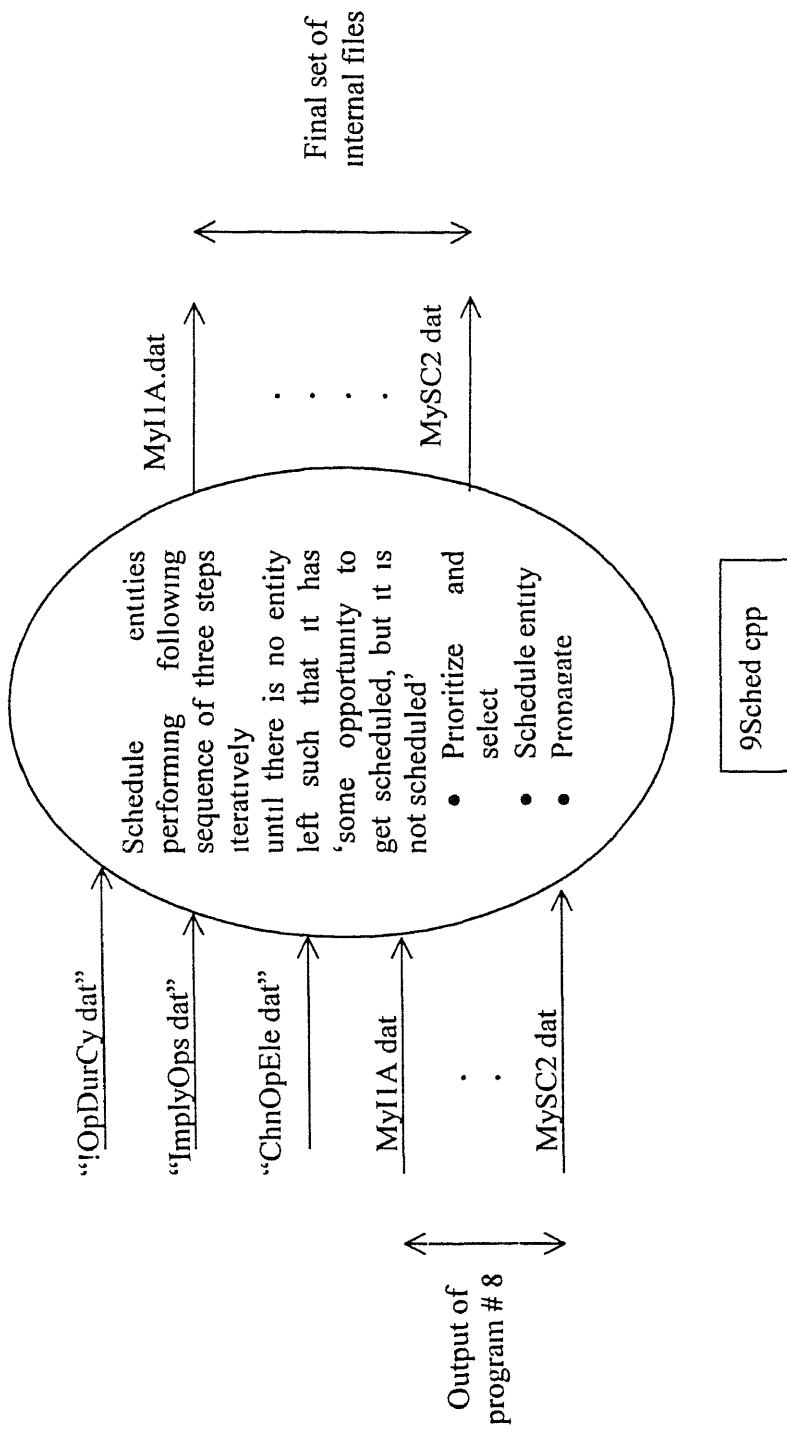 Output of
program # 8
"!OpDurCy dat"
"ImplyOps dat"
"ChnOpEle dat"
MyI1A dat
. .
MySC2 dat
Schedule entities
performing following
sequence of three steps
iteratively
until there is no entity
left such that it has
'some opportunity to
get scheduled, but it is
not scheduled'
• Prioritize and
select
• Schedule entity
• Propagate
MyI1A.dat
. . . .
MySC2 dat
Final set of
internal files
9Sched cpp